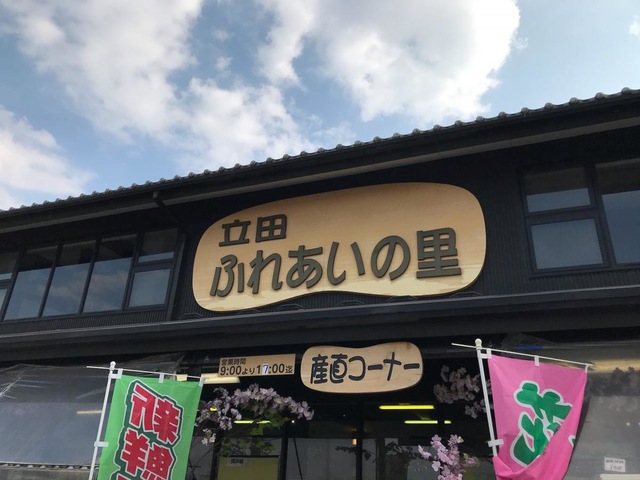 立田
ふれあいの里
営業時間
9:00より17:00迄
産直コーナー